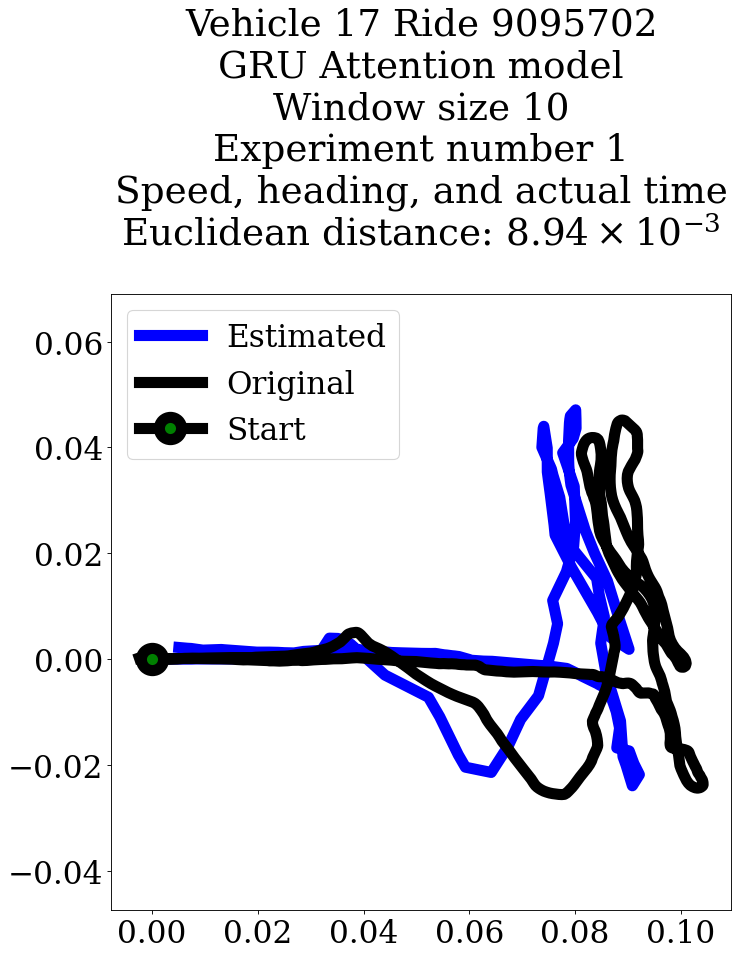 Vehicle 17 Ride 9095702
GRU Attention model
Window size 10
Experiment number 1
Speed, heading, and actual time
Euclidean distance: 8.94 × 10⁻³
Estimated
Original
Start
0.06
0.04
0.02
0.00
−0.02
−0.04
0.00 0.02 0.04 0.06 0.08 0.10